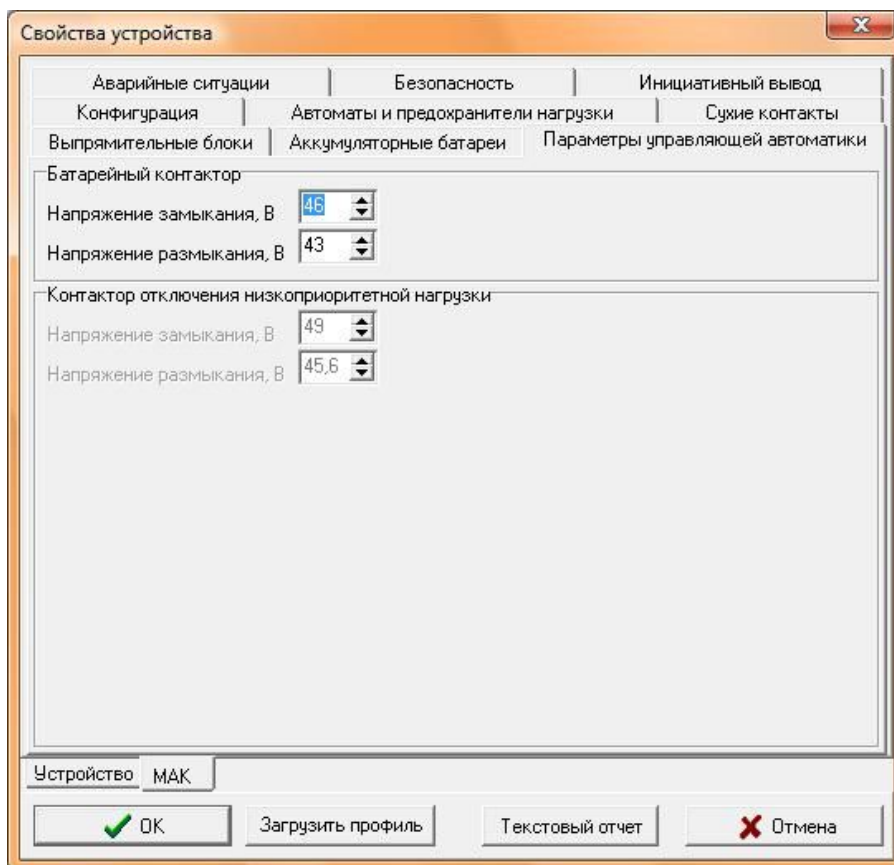 Свойства устройства
Аварийные ситуации Безопасность Инициативный вывод
Конфигурация Автоматы и предохранители нагрузки Сухие контакты
Выпрямительные блоки Аккумуляторные батареи Параметры управляющей автоматики
Батарейный контактор
Напряжение замыкания, В 46
Напряжение размыкания, В 43
Контактор отключения низкоприоритетной нагрузки
Напряжение замыкания, В 49
Напряжение размыкания, В 45,6
Устройство МАК
OK Загрузить профиль Текстовый отчет Отмена